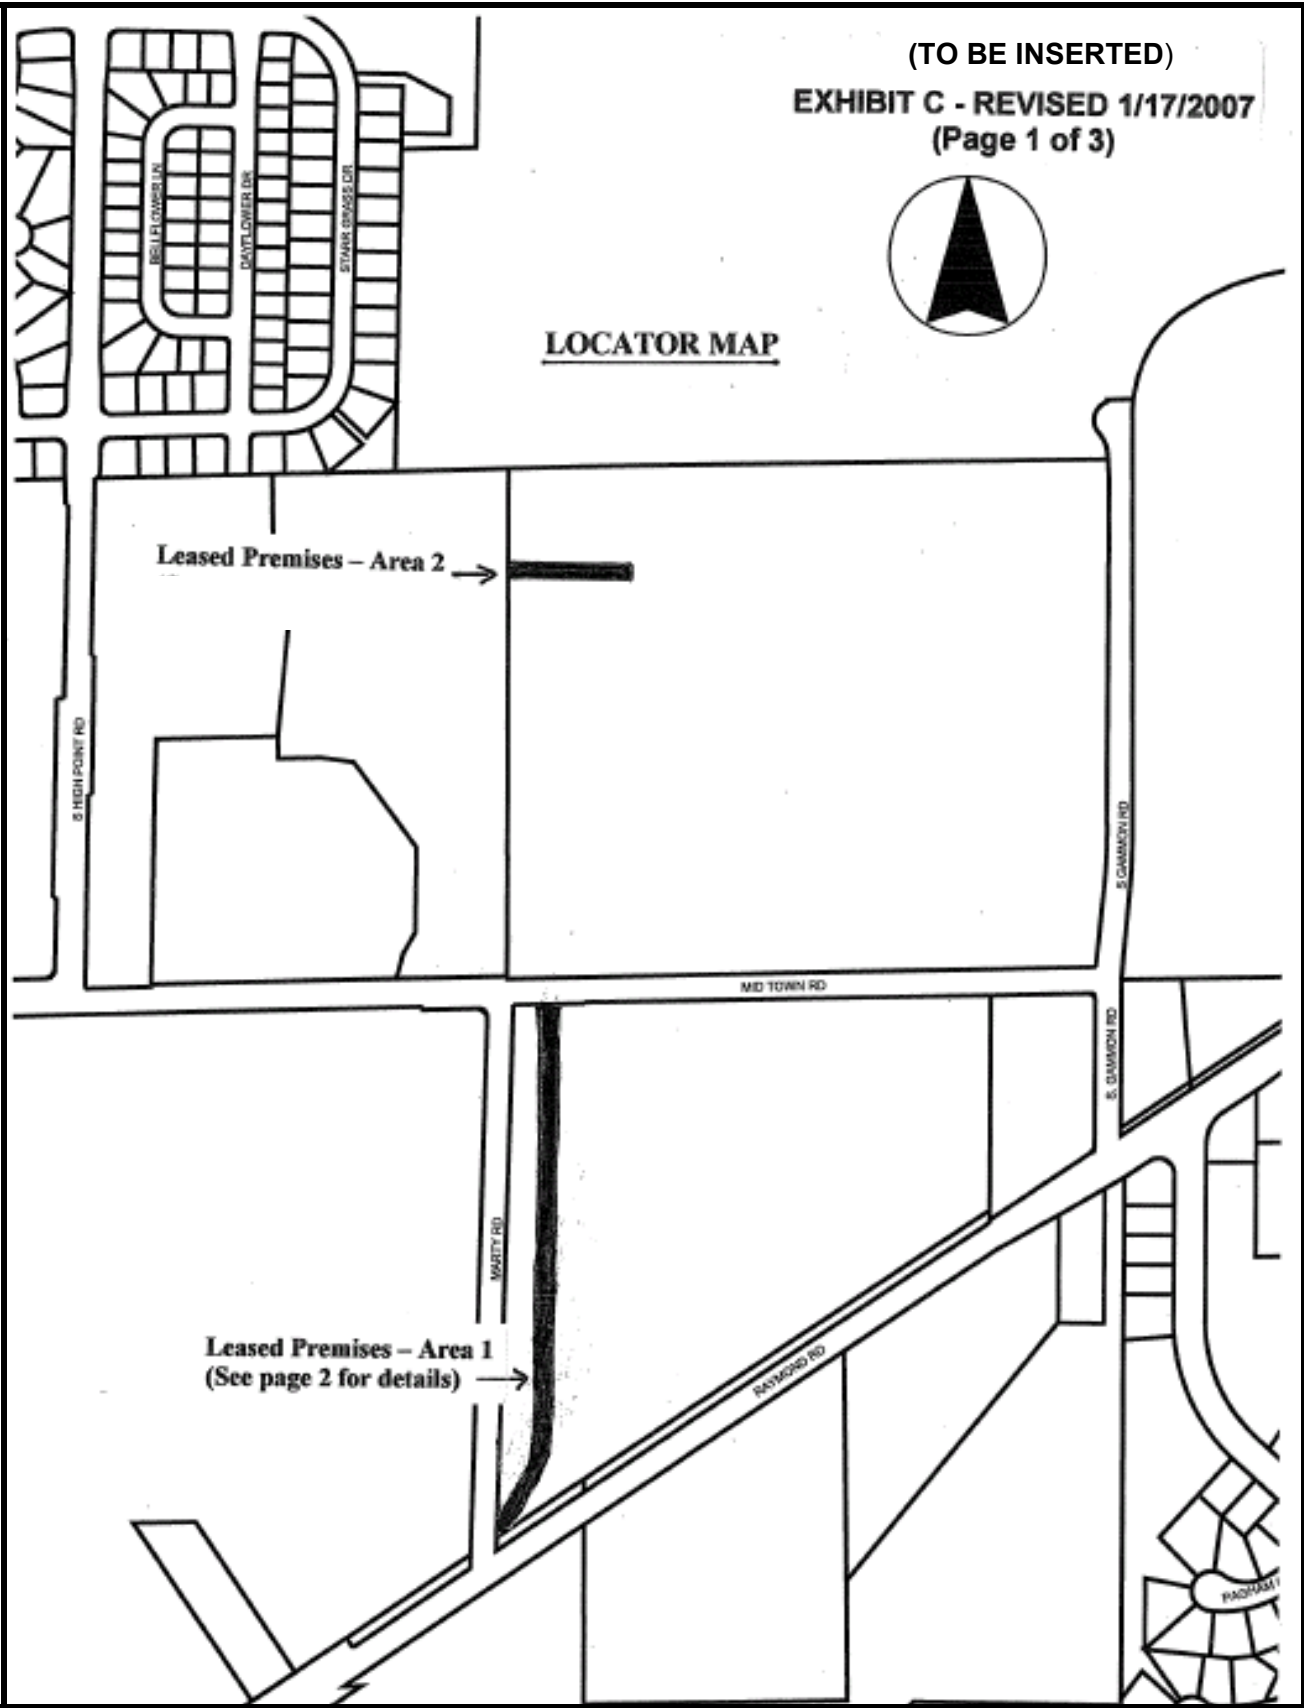 (TO BE INSERTED)
EXHIBIT C - REVISED 1/17/2007
(Page 1 of 3)
BELLFLOWER LN
DAYFLOWER DR
STARR GRASS DR
LOCATOR MAP
Leased Premises – Area 2
S HIGH POINT RD
S GAMMON RD
MID TOWN RD
S. GAMMON RD
MARTY RD
Leased Premises – Area 1
(See page 2 for details)
RAYMOND RD